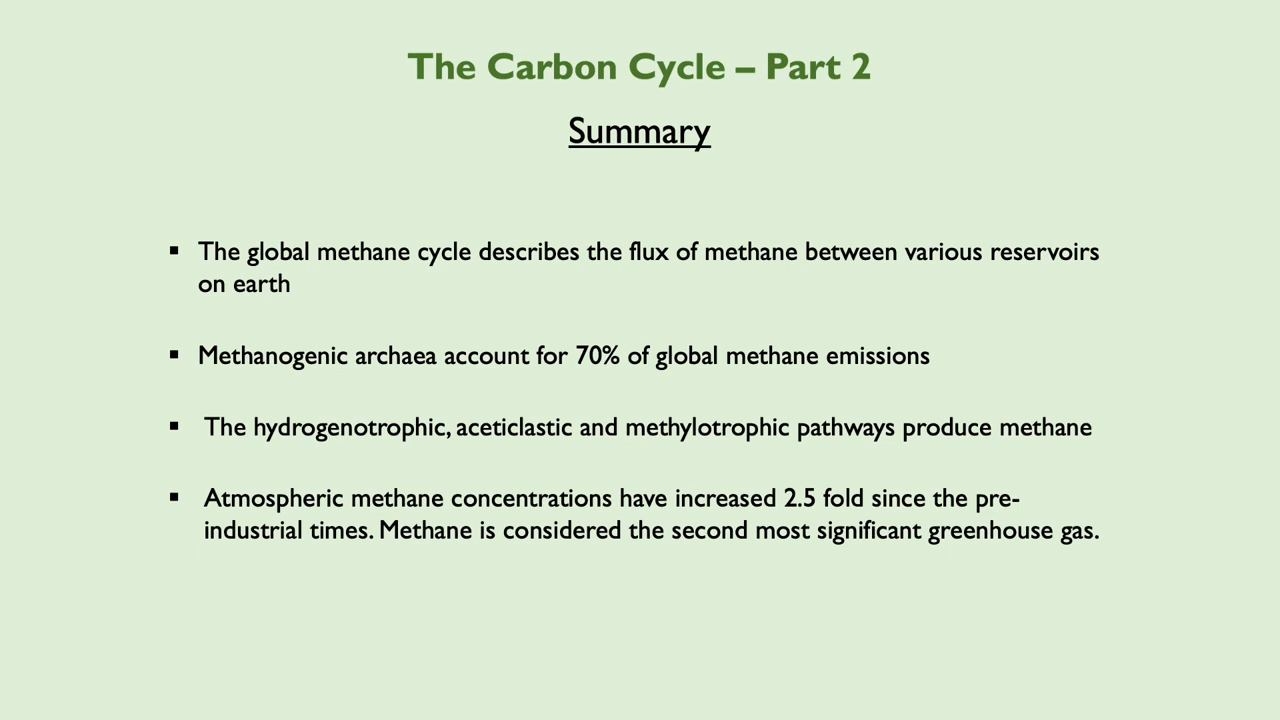 The Carbon Cycle – Part 2
Summary
▪ The global methane cycle describes the flux of methane between various reservoirs
on earth
▪ Methanogenic archaea account for 70% of global methane emissions
▪ The hydrogenotrophic, aceticlastic and methylotrophic pathways produce methane
▪ Atmospheric methane concentrations have increased 2.5 fold since the pre-
industrial times. Methane is considered the second most significant greenhouse gas.